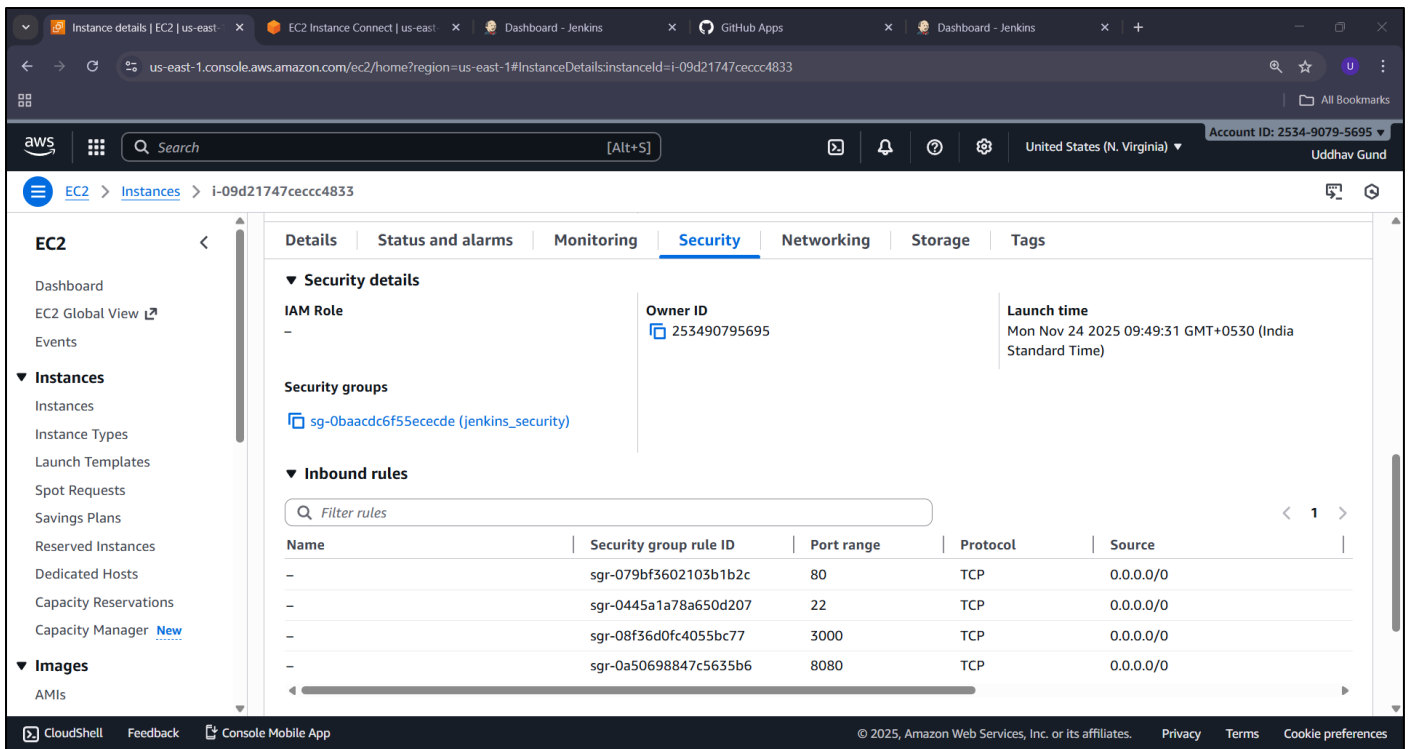 Instance details | EC2 | us-east-
EC2 Instance Connect | us-east-
Dashboard - Jenkins
GitHub Apps
Dashboard - Jenkins
us-east-1.console.aws.amazon.com/ec2/home?region=us-east-1#InstanceDetails:instanceId=i-09d21747ceccc4833
U
All Bookmarks
aws
Search
[Alt+S]
United States (N. Virginia)
Account ID: 2534-9079-5695
Uddhav Gund
EC2 > Instances > i-09d21747ceccc4833
EC2
Dashboard
EC2 Global View
Events
Instances
Instances
Instance Types
Launch Templates
Spot Requests
Savings Plans
Reserved Instances
Dedicated Hosts
Capacity Reservations
Capacity Manager New
Images
AMIs
Details Status and alarms Monitoring Security Networking Storage Tags
Security details
IAM Role
–
Owner ID
253490795695
Launch time
Mon Nov 24 2025 09:49:31 GMT+0530 (India
Standard Time)
Security groups
sg-0baacdc6f55ececde (jenkins_security)
Inbound rules
Filter rules
1
Name Security group rule ID Port range Protocol Source
– sgr-079bf3602103b1b2c 80 TCP 0.0.0.0/0
– sgr-0445a1a78a650d207 22 TCP 0.0.0.0/0
– sgr-08f36d0fc4055bc77 3000 TCP 0.0.0.0/0
– sgr-0a50698847c5635b6 8080 TCP 0.0.0.0/0
CloudShell Feedback Console Mobile App
© 2025, Amazon Web Services, Inc. or its affiliates. Privacy Terms Cookie preferences